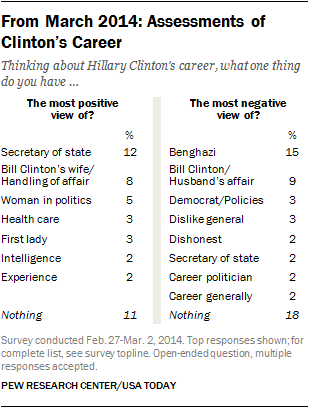 From March 2014: Assessments of
Clinton's Career
Thinking about Hillary Clinton's career, what one thing
do you have ...
The most positive
view of?
%
Secretary of state 12
Bill Clinton's wife/
Handling of affair 8
Woman in politics 5
Health care 3
First lady 3
Intelligence 2
Experience 2
Nothing 11
The most negative
view of?
%
Benghazi 15
Bill Clinton/
Husband's affair 9
Democrat/Policies 3
Dislike general 3
Dishonest 2
Secretary of state 2
Career politician 2
Career generally 2
Nothing 18
Survey conducted Feb. 27-Mar. 2, 2014. Top responses shown; for
complete list, see survey topline. Open-ended question, multiple
responses accepted.
PEW RESEARCH CENTER/USA TODAY